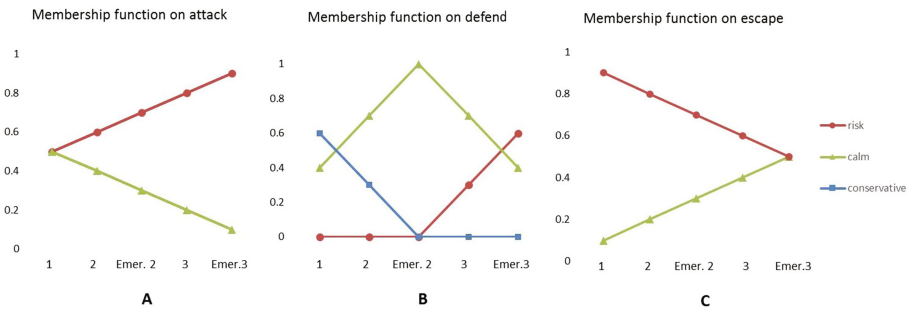 Membership function on attack
1
0.8
0.6
0.4
0.2
0
1 2 Emer. 2 3 Emer.3
A
Membership function on defend
1
0.8
0.6
0.4
0.2
0
1 2 Emer. 2 3 Emer.3
B
Membership function on escape
1
0.8
0.6
0.4
0.2
0
1 2 Emer. 2 3 Emer.3
C
risk
calm
conservative